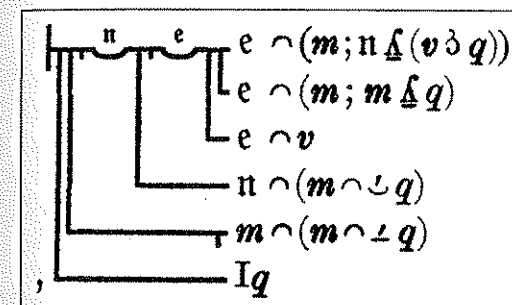 𝔫 𝔢
𝔢 ⌢(𝒎; 𝔫 ⁁̲ (𝒗 ὁ 𝒒))
𝔢 ⌢(𝒎; 𝒎 ⁁̲ 𝒒)
𝔢 ⌢𝒗
𝔫 ⌢(𝒎⌢⌣̵ 𝒒)
𝒎⌢(𝒎⌢⊥ 𝒒)
, I𝒒